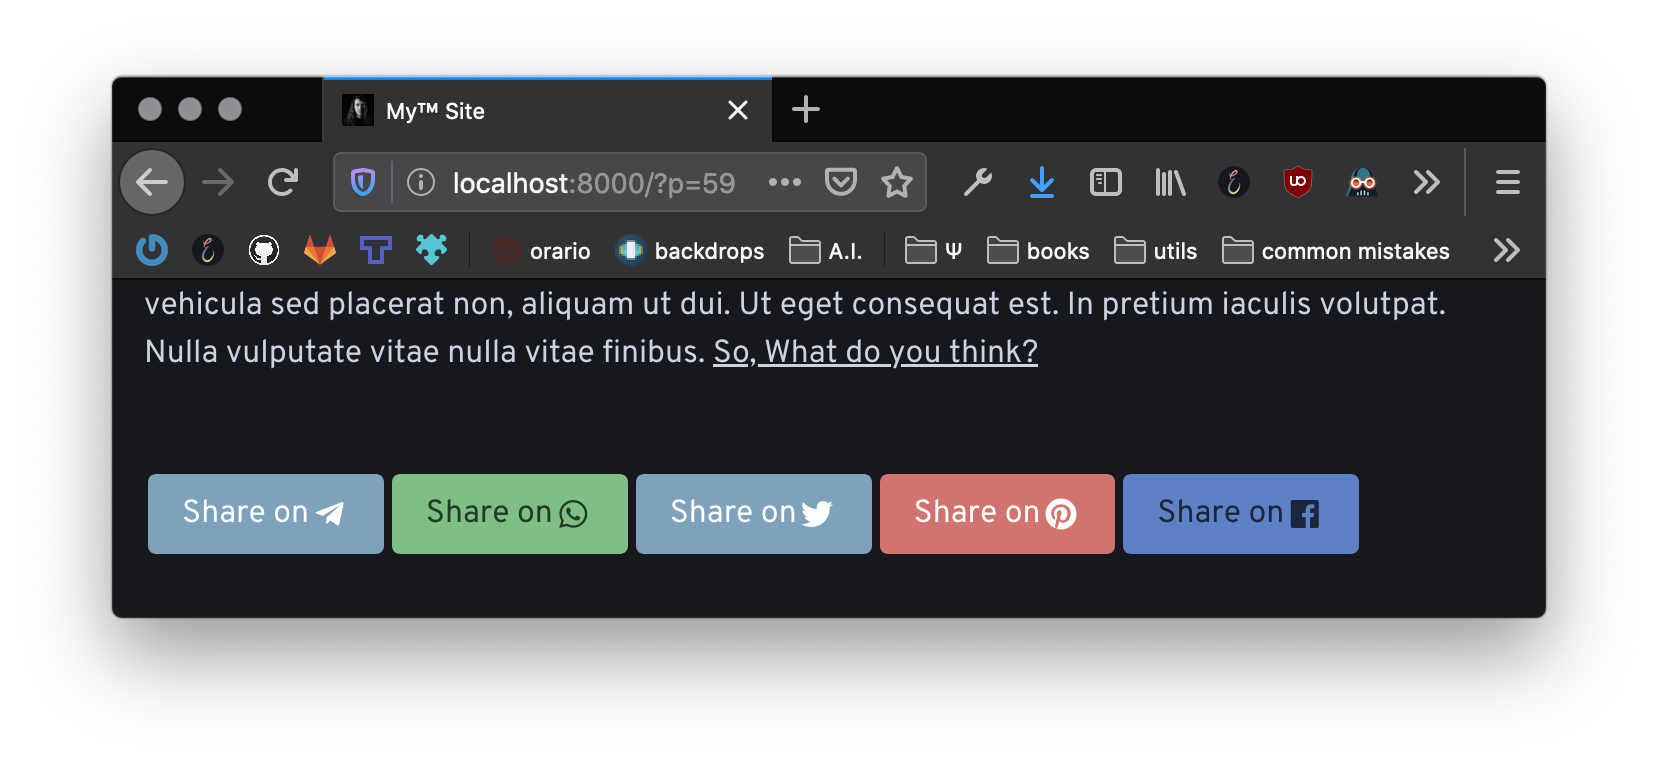 My™ Site
localhost:8000/?p=59
orario backdrops A.I. Ψ books utils common mistakes
vehicula sed placerat non, aliquam ut dui. Ut eget consequat est. In pretium iaculis volutpat.
Nulla vulputate vitae nulla vitae finibus. So, What do you think?
Share on Share on Share on Share on Share on